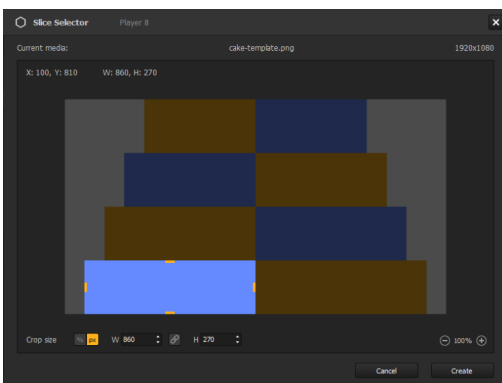 Slice Selector Player 8
Current media: cake-template.png 1920x1080
X: 100, Y: 810 W: 860, H: 270
Crop size % px W 860 H 270 100%
Cancel Create